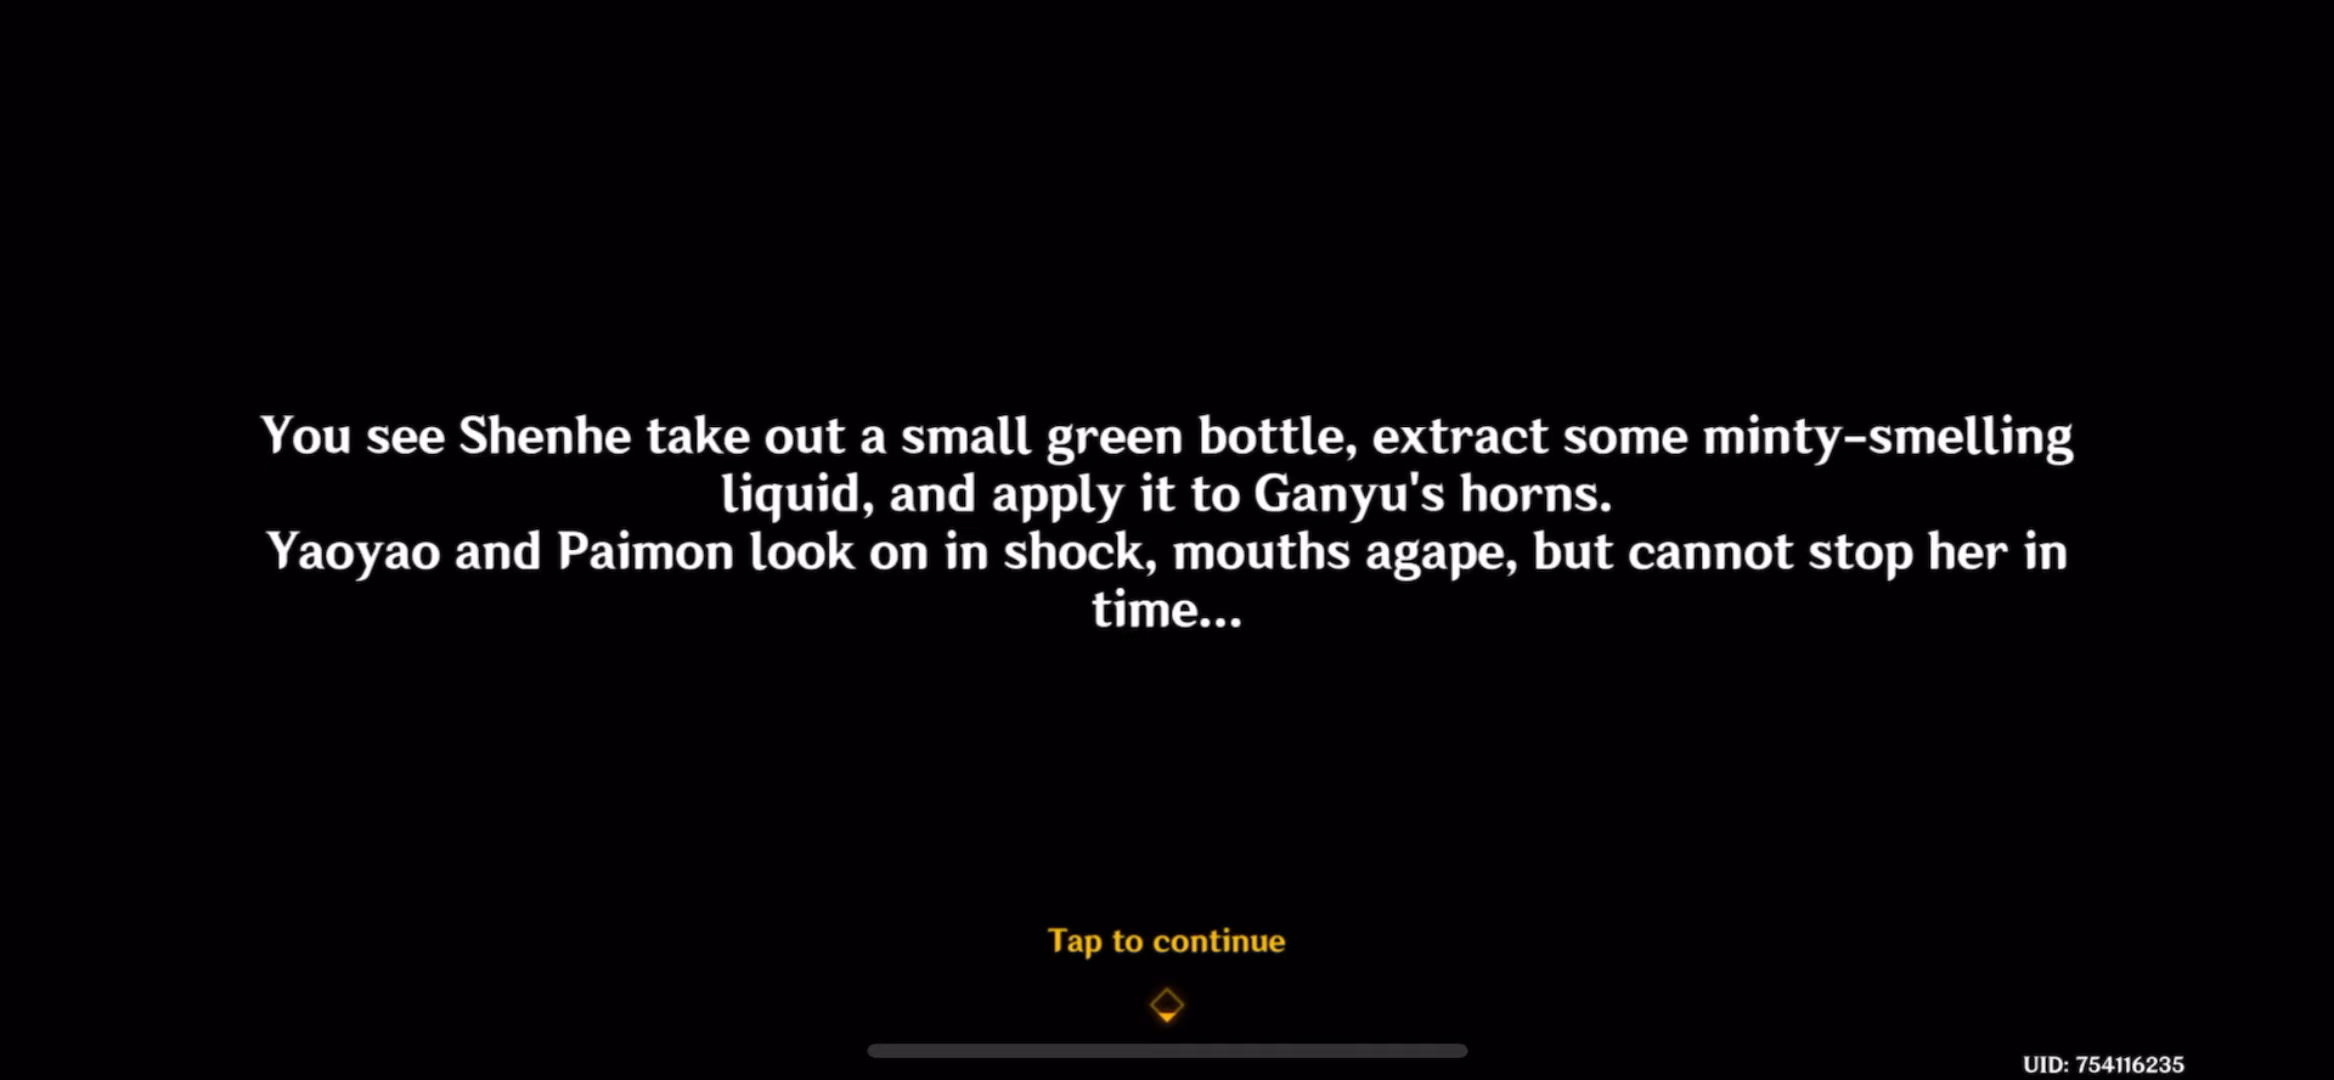 You see Shenhe take out a small green bottle, extract some minty-smelling
liquid, and apply it to Ganyu's horns.
Yaoyao and Paimon look on in shock, mouths agape, but cannot stop her in
time...
Tap to continue
UID: 754116235